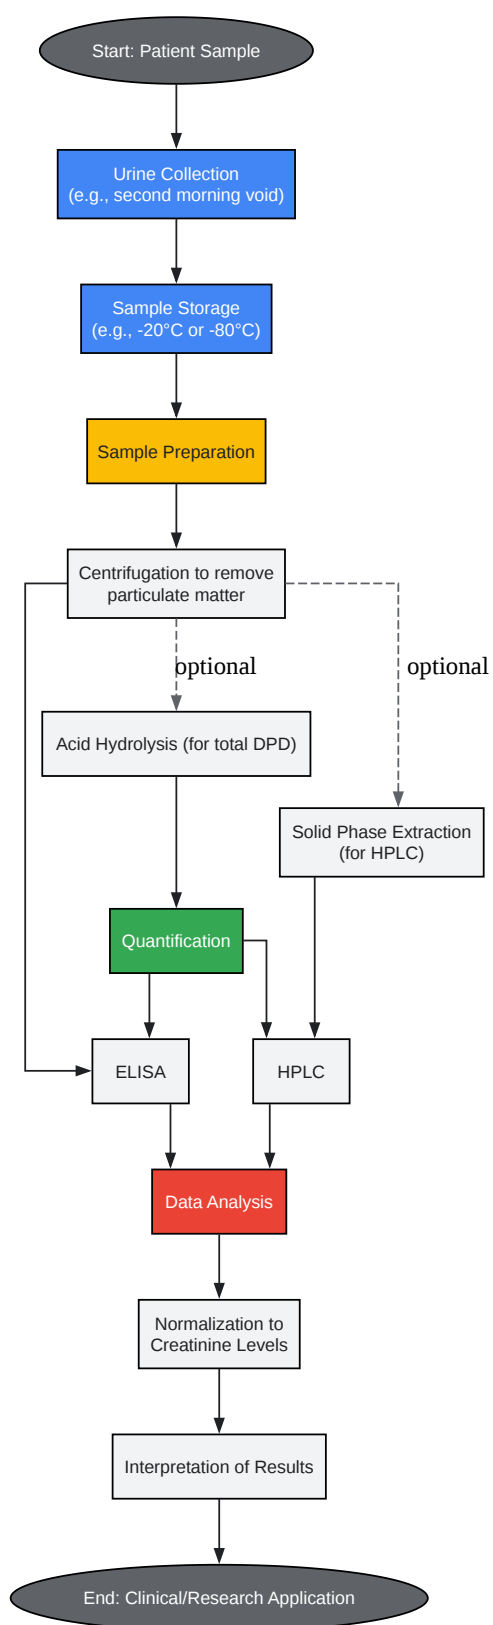 Start: Patient Sample
Urine Collection
(e.g., second morning void)
Sample Storage
(e.g., -20°C or -80°C)
Sample Preparation
Centrifugation to remove
particulate matter
optional
optional
Acid Hydrolysis (for total DPD)
Solid Phase Extraction
(for HPLC)
Quantification
ELISA
HPLC
Data Analysis
Normalization to
Creatinine Levels
Interpretation of Results
End: Clinical/Research Application